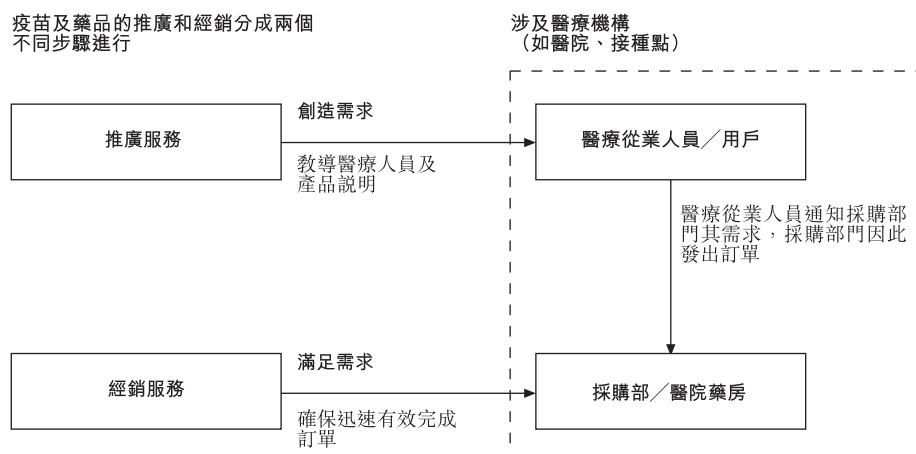 疫苗及藥品的推廣和經銷分成兩個
不同步驟進行
涉及醫療機構
（如醫院、接種點）
推廣服務
創造需求
教導醫療人員及
產品説明
醫療從業人員／用戶
醫療從業人員通知採購部
門其需求，採購部門因此
發出訂單
經銷服務
滿足需求
確保迅速有效完成
訂單
採購部／醫院藥房